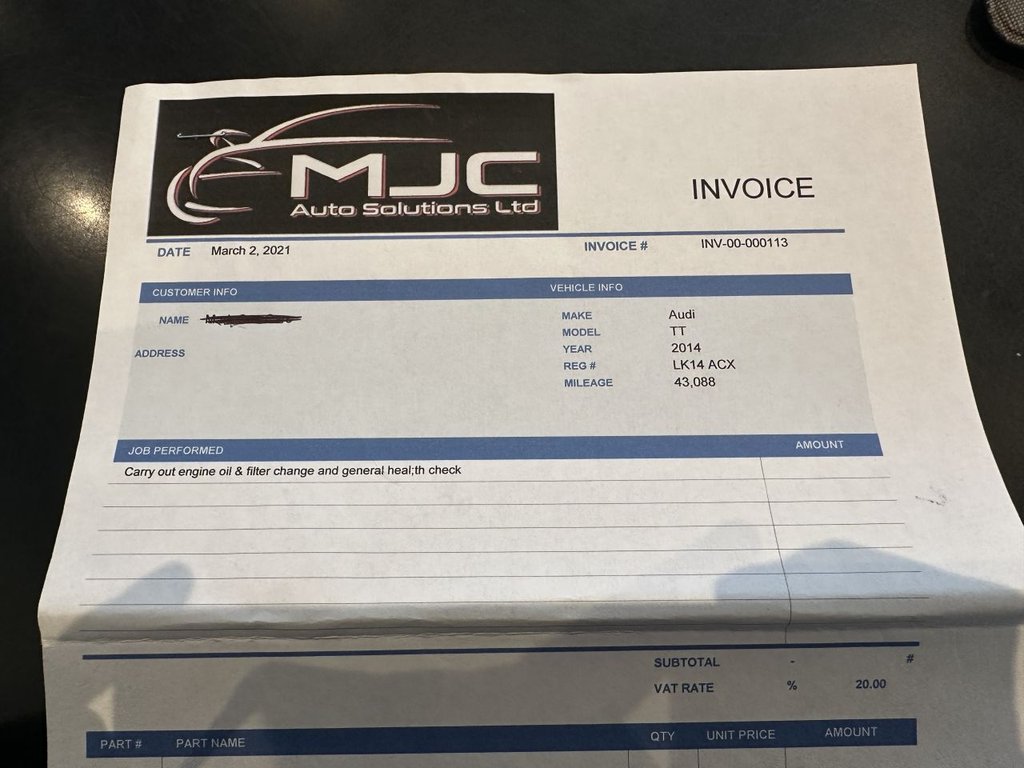 MJC
Auto Solutions Ltd
INVOICE
DATE March 2, 2021 INVOICE # INV-00-000113
CUSTOMER INFO VEHICLE INFO
NAME MAKE Audi
MODEL TT
ADDRESS YEAR 2014
REG # LK14 ACX
MILEAGE 43,088
JOB PERFORMED AMOUNT
Carry out engine oil & filter change and general heal;th check
SUBTOTAL - #
VAT RATE % 20.00
PART # PART NAME QTY UNIT PRICE AMOUNT